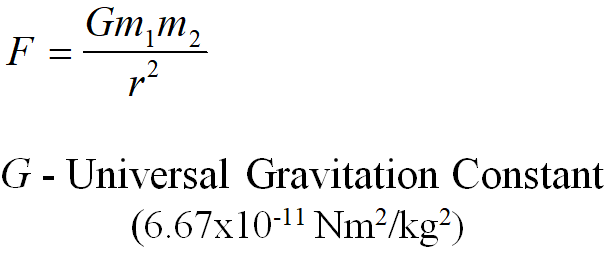 F = Gm₁m₂/r²
G - Universal Gravitation Constant
(6.67x10⁻¹¹ Nm²/kg²)